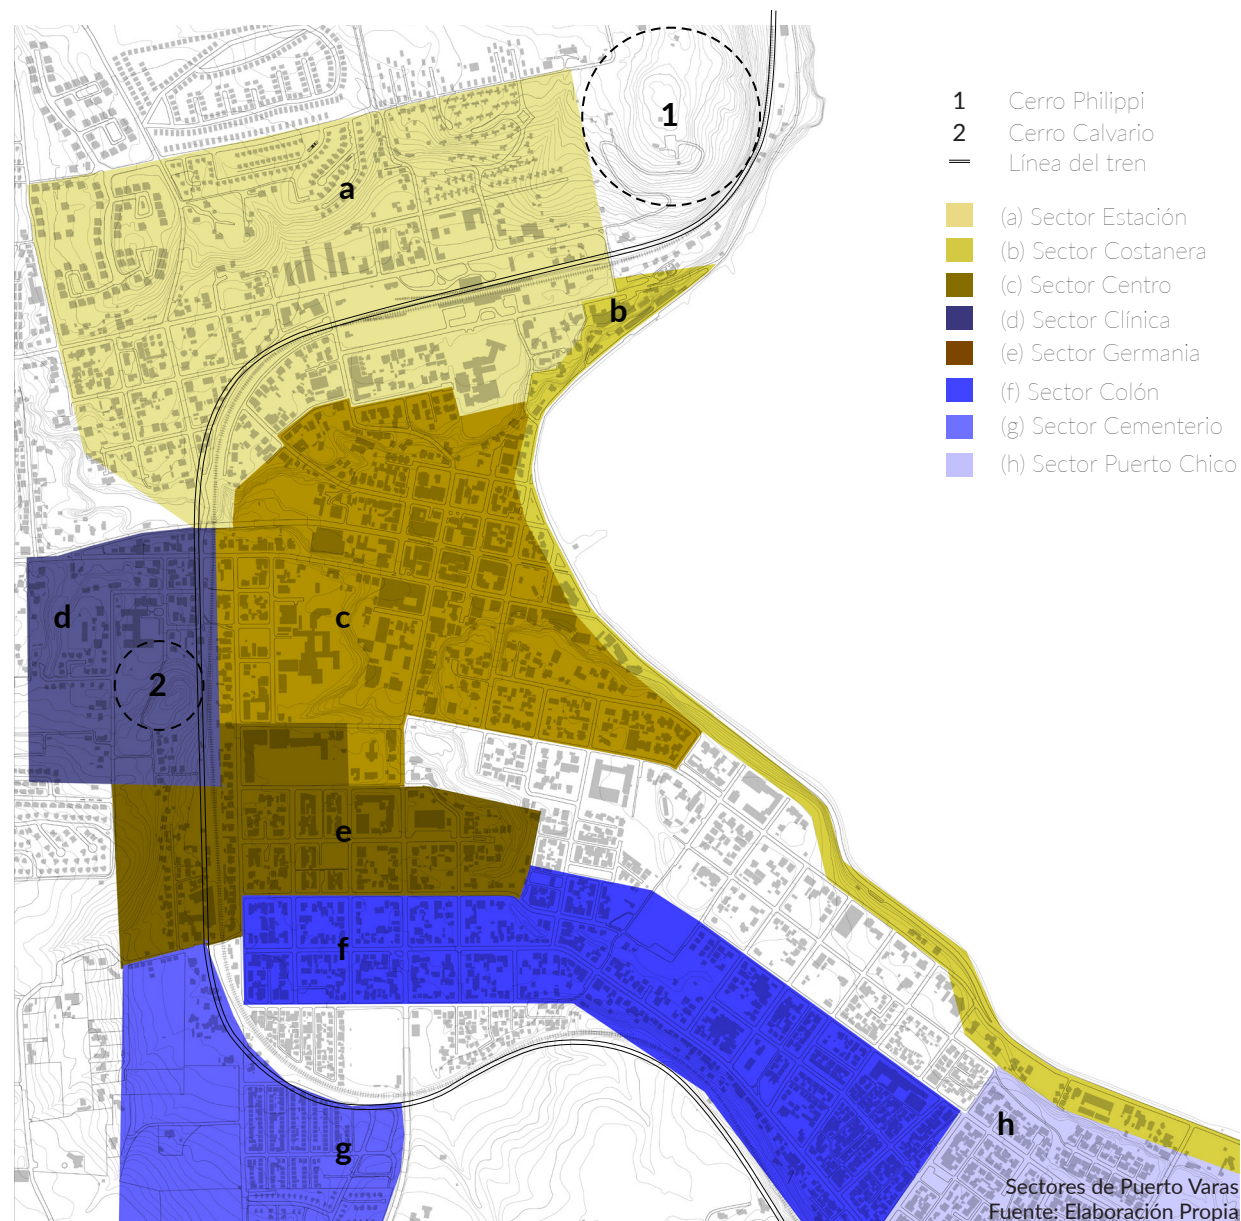 1 Cerro Philippi
2 Cerro Calvario
Línea del tren
(a) Sector Estación
(b) Sector Costanera
(c) Sector Centro
(d) Sector Clínica
(e) Sector Germania
(f) Sector Colón
(g) Sector Cementerio
(h) Sector Puerto Chico
1
a
b
c
d
2
e
f
g
h
Sectores de Puerto Varas
Fuente: Elaboración Propia